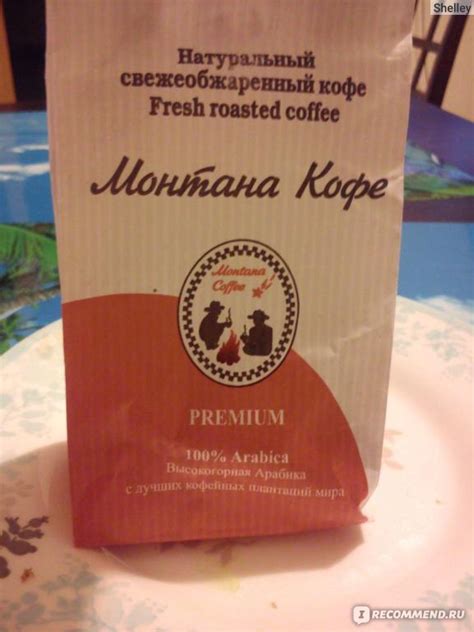 Shelley
Натуральный
свежеобжаренный кофе
Fresh roasted coffee
Монтана Кофе
Montana
Coffee
PREMIUM
100% Arabica
Высокогорная Арабика
с лучших кофейных плантаций мира
I RECOMMEND.RU